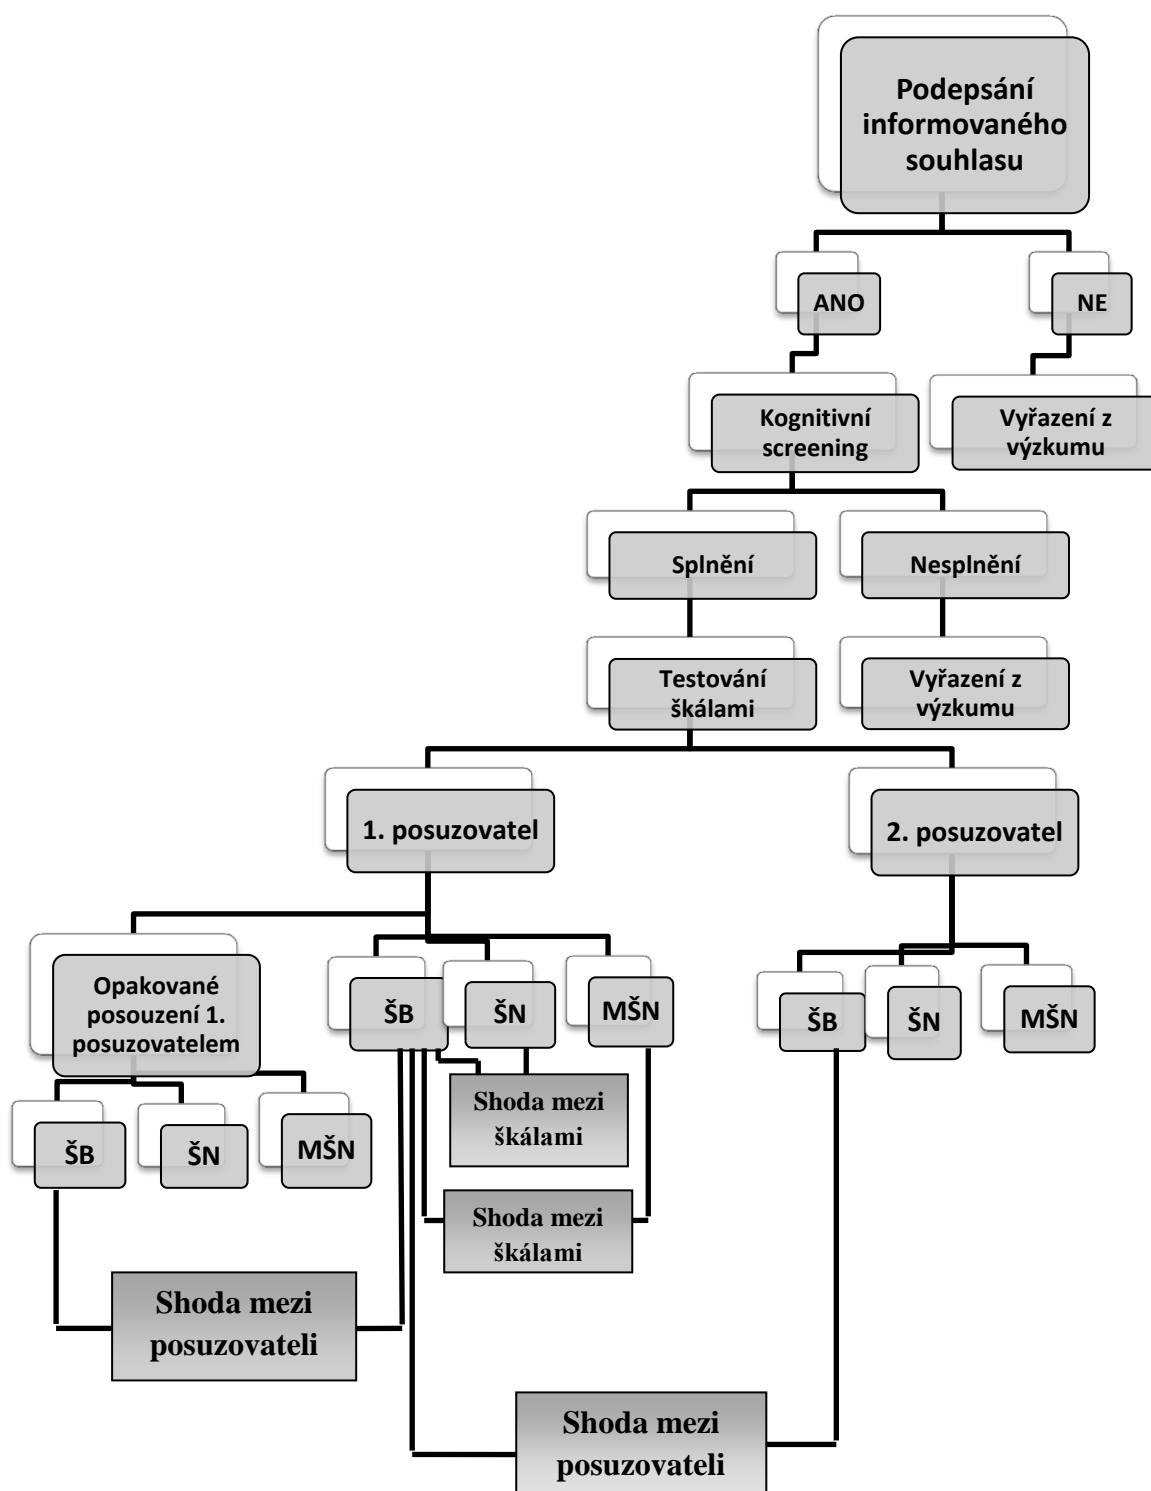 Podepsání
informovaného
souhlasu
ANO
NE
Kognitivní
screening
Vyřazení z
výzkumu
Splnění
Nesplnění
Testování
škálami
Vyřazení z
výzkumu
1. posuzovatel
2. posuzovatel
Opakované
posouzení 1.
posuzovatelem
ŠB
ŠN
MŠN
ŠB
ŠN
MŠN
ŠB
ŠN
MŠN
Shoda mezi
škálami
Shoda mezi
škálami
Shoda mezi
posuzovateli
Shoda mezi
posuzovateli